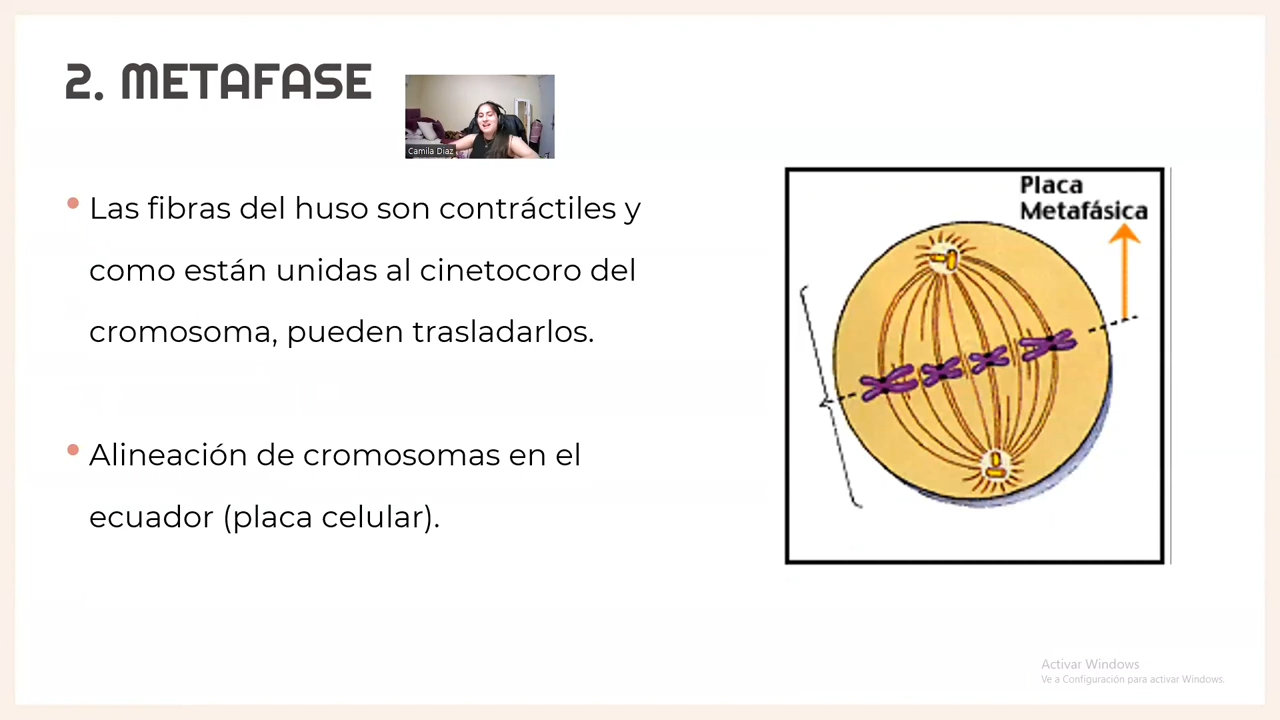 2. METAFASE
Camila Diaz
Las fibras del huso son contráctiles y
como están unidas al cinetocoro del
cromosoma, pueden trasladarlos.
Alineación de cromosomas en el
ecuador (placa celular).
Placa
Metafásica
Activar Windows
Ve a Configuración para activar Windows.